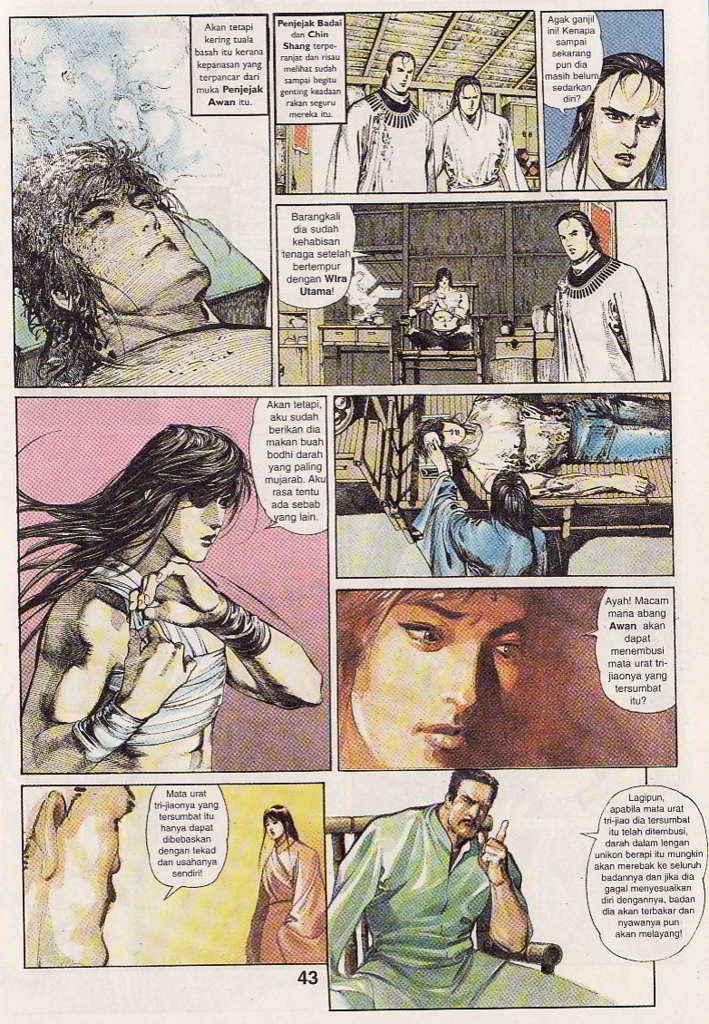 Akan tetapi
kering tuala
basah itu kerana
kepanasan yang
terpancar dari
muka Penjejak
Awan itu.
Penjejak Badai
dan Chin
Shang terpe-
ranjat dan risau
melihat sudah
sampai begitu
genting keadaan
rakan seguru
mereka itu.
Agak ganjil
ini! Kenapa
sampai
sekarang
pun dia
masih belum
sedarkan
diri?
Barangkali
dia sudah
kehabisan
tenaga setelah
bertempur
dengan Wira
Utama!
Akan tetapi,
aku sudah
berikan dia
makan buah
bodhi darah
yang paling
mujarab. Aku
rasa tentu
ada sebab
yang lain.
Ayah! Macam
mana abang
Awan akan
dapat
menembusi
mata urat tri-
jiaonya yang
tersumbat
itu?
Mata urat
tri-jiaonya yang
tersumbat itu
hanya dapat
dibebaskan
dengan tekad
dan usahanya
sendiri!
Lagipun,
apabila mata urat
tri-jiao dia tersumbat
itu telah ditembusi,
darah dalam lengan
unikon berapi itu mungkin
akan merebak ke seluruh
badannya dan jika dia
gagal menyesuaikan
diri dengannya, badan
dia akan terbakar dan
nyawanya pun
akan melayang!
43